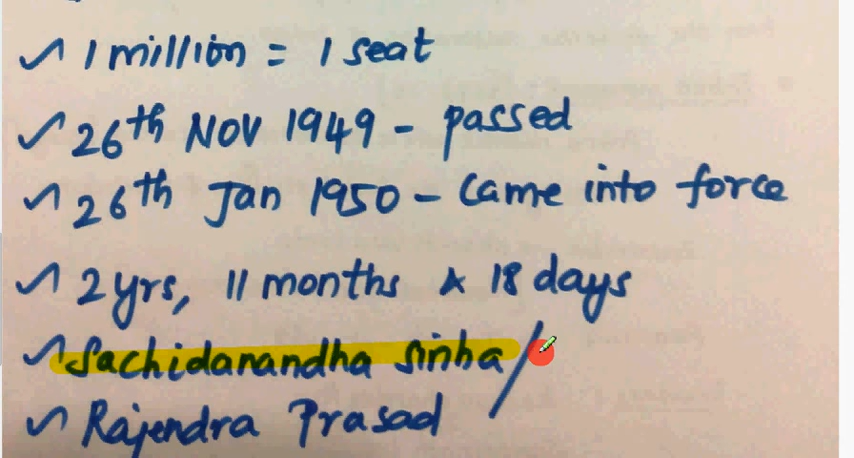 1 million = 1 seat
26th NOV 1949 - passed
26th Jan 1950 - Came into force
2 yrs, 11 months & 18 days
Sachidanandha Sinha /
Rajendra Prasad